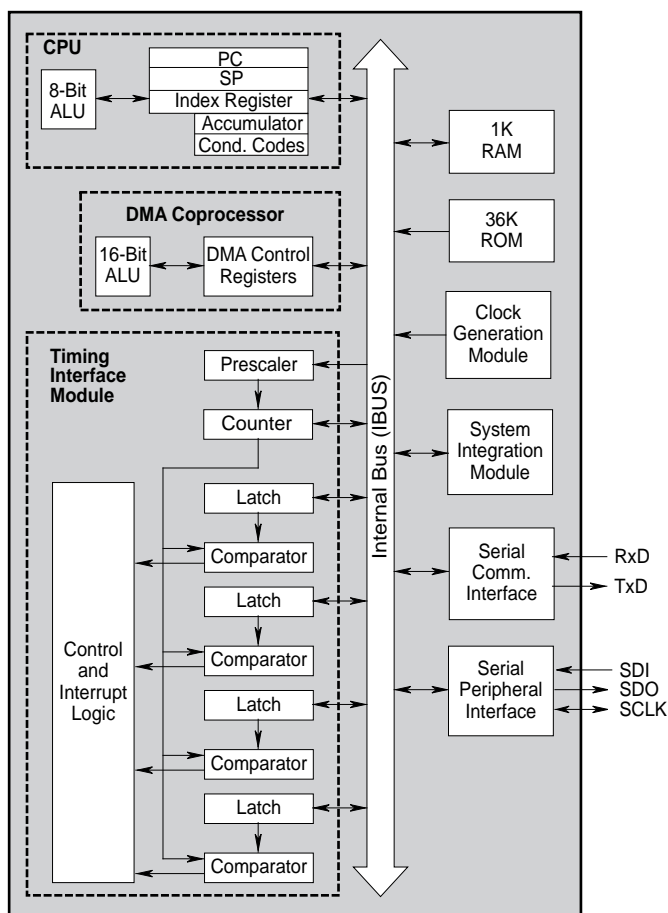 CPU
8-Bit
ALU
PC
SP
Index Register
Accumulator
Cond. Codes
DMA Coprocessor
16-Bit
ALU
DMA Control
Registers
Timing
Interface
Module
Prescaler
Counter
Latch
Comparator
Latch
Comparator
Latch
Comparator
Latch
Comparator
Control
and
Interrupt
Logic
Internal Bus (IBUS)
1K
RAM
36K
ROM
Clock
Generation
Module
System
Integration
Module
Serial
Comm.
Interface
RxD
TxD
Serial
Peripheral
Interface
SDI
SDO
SCLK